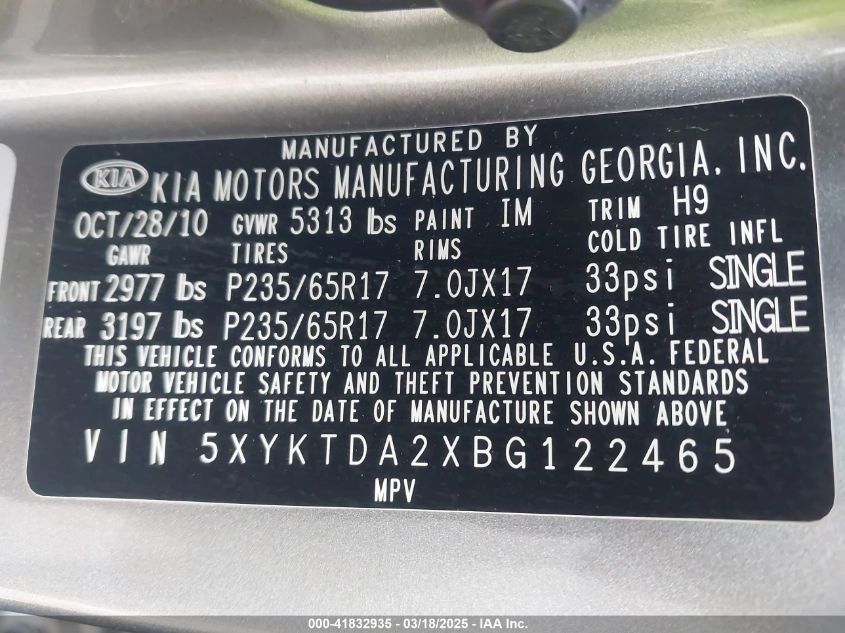 MANUFACTURED BY
KIA KIA MOTORS MANUFACTURING GEORGIA, INC.
OCT/28/10 GVWR 5313 lbs PAINT IM TRIM H9
GAWR TIRES RIMS COLD TIRE INFL
FRONT 2977 lbs P235/65R17 7.0JX17 33psi SINGLE
REAR 3197 lbs P235/65R17 7.0JX17 33psi SINGLE
THIS VEHICLE CONFORMS TO ALL APPLICABLE U.S.A. FEDERAL
MOTOR VEHICLE SAFETY AND THEFT PREVENTION STANDARDS
IN EFFECT ON THE DATE OF MANUFACTURE SHOWN ABOVE
VIN 5XYKTDA2XBG122465
MPV
000-41832935 - 03/18/2025 - IAA Inc.